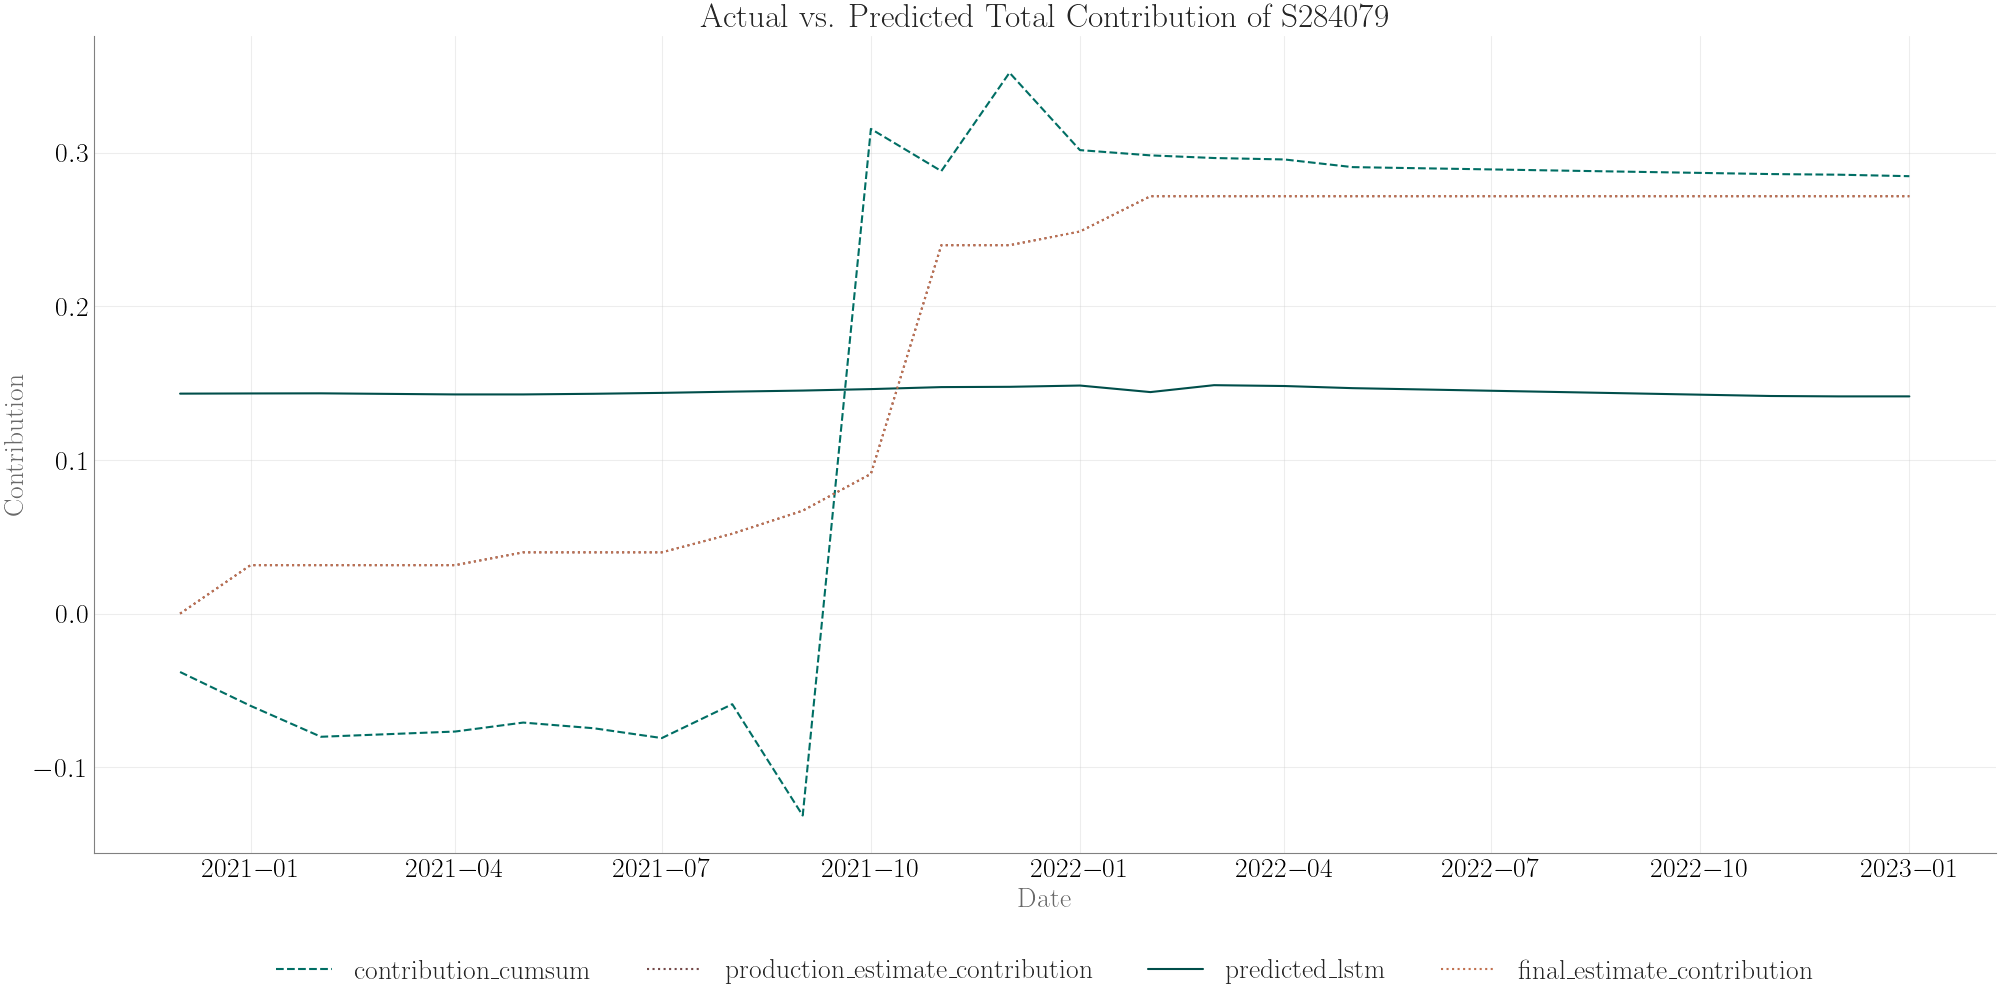 Actual vs. Predicted Total Contribution of S284079
0.3
0.2
0.1
0.0
−0.1
Contribution
2021−01 2021−04 2021−07 2021−10 2022−01 2022−04 2022−07 2022−10 2023−01
Date
contribution_cumsum production_estimate_contribution predicted_lstm final_estimate_contribution